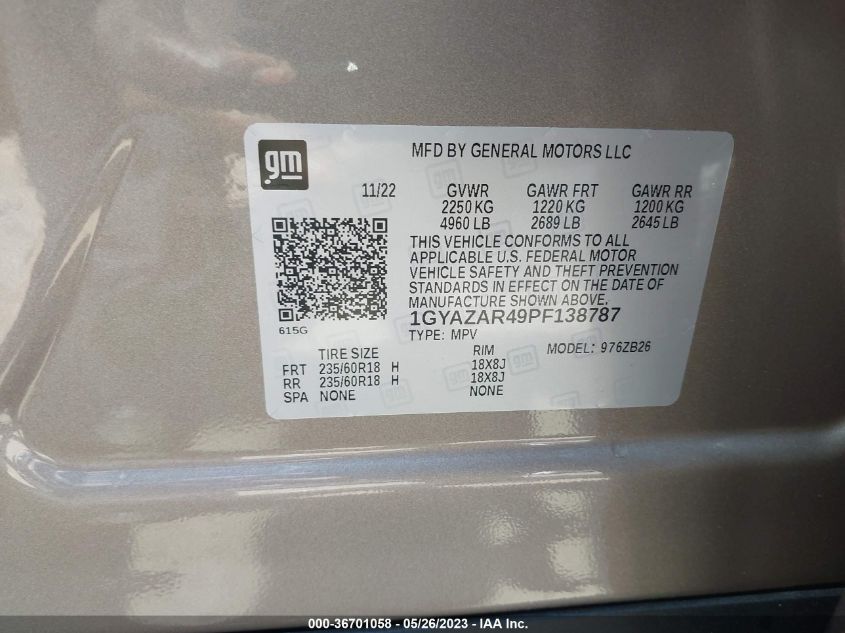 gm
MFD BY GENERAL MOTORS LLC
11/22 GVWR GAWR FRT GAWR RR
2250 KG 1220 KG 1200 KG
4960 LB 2689 LB 2645 LB
THIS VEHICLE CONFORMS TO ALL
APPLICABLE U.S. FEDERAL MOTOR
VEHICLE SAFETY AND THEFT PREVENTION
STANDARDS IN EFFECT ON THE DATE OF
MANUFACTURE SHOWN ABOVE.
615G
1GYAZAR49PF138787
TYPE: MPV
TIRE SIZE RIM MODEL: 976ZB26
FRT 235/60R18 H 18X8J
RR 235/60R18 H 18X8J
SPA NONE NONE
000-36701058 - 05/26/2023 - IAA Inc.